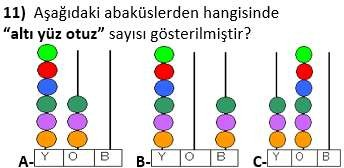 11) Aşağıdaki abaküslerden hangisinde
"altı yüz otuz" sayısı gösterilmiştir?
A- Y O B B- Y O B C- Y O B